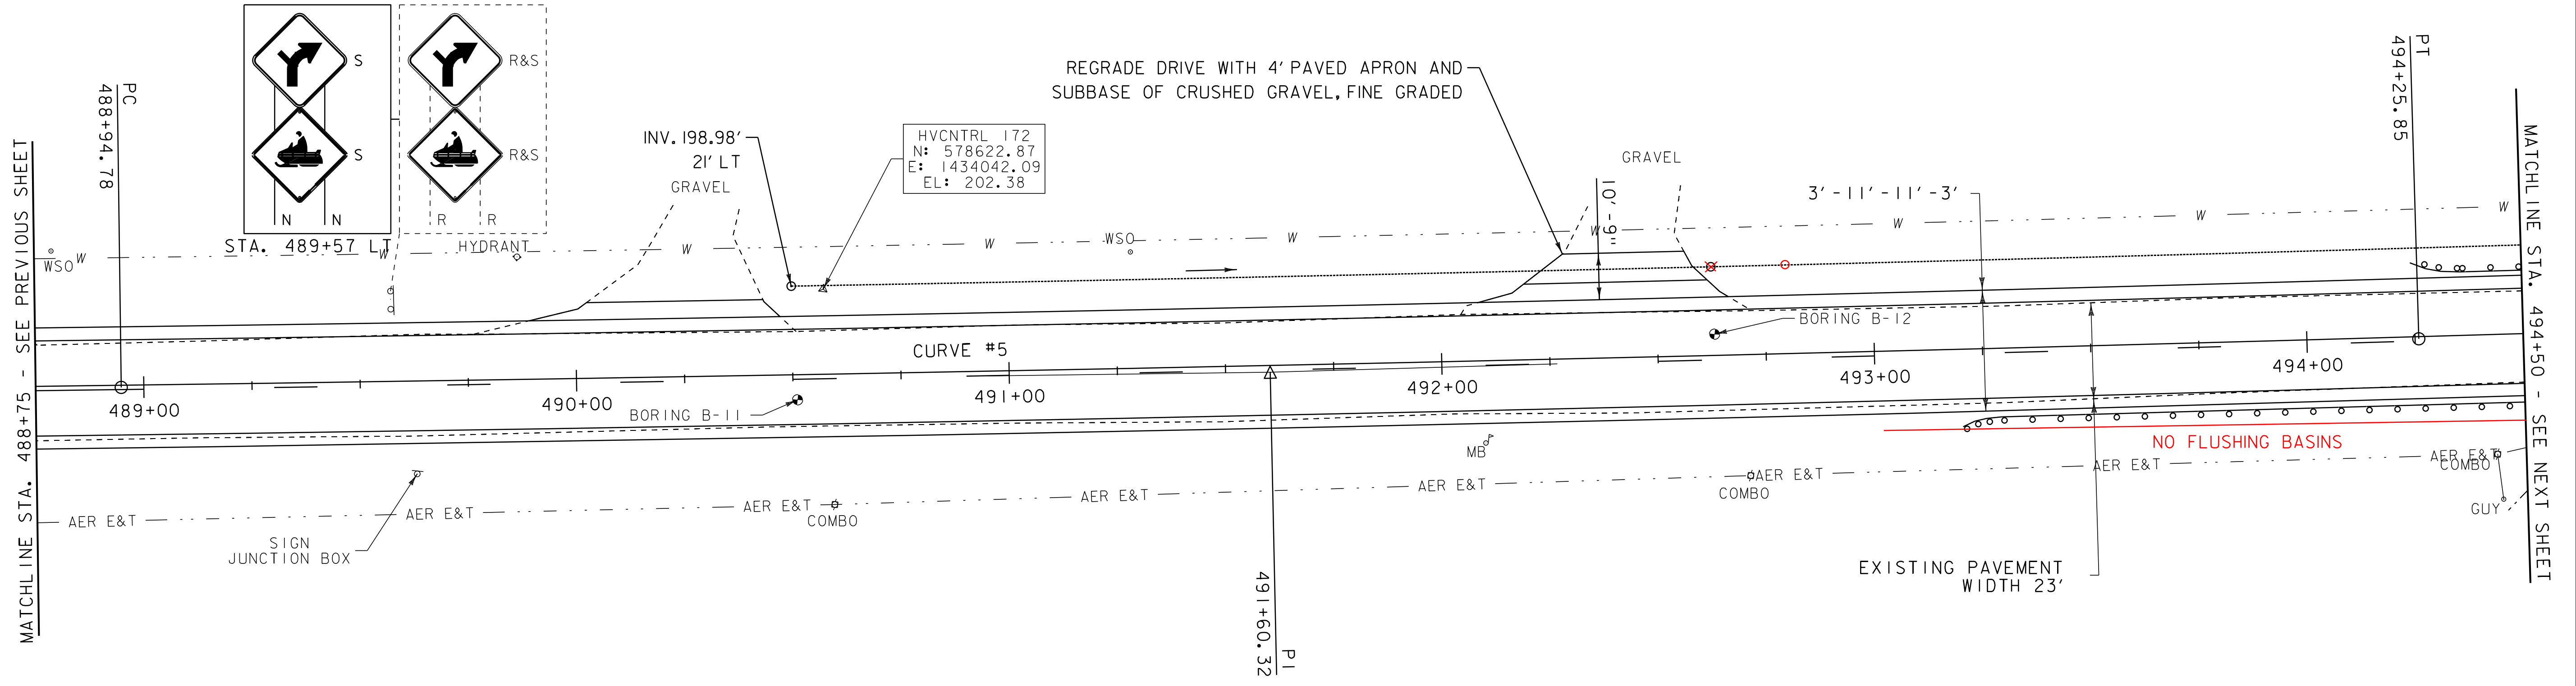 MATCHLINE STA. 488+75 - SEE PREVIOUS SHEET
PC
488+94.78
S
S
N N
R&S
R&S
R R
STA. 489+57 LT
HYDRANT
WSO
W
W
W
W
W
W
W
W
W
WSO
GRAVEL
INV. 198.98'
21' LT
HVCNTRL 172
N: 578622.87
E: 1434042.09
EL: 202.38
REGRADE DRIVE WITH 4' PAVED APRON AND
SUBBASE OF CRUSHED GRAVEL, FINE GRADED
10'-9"
GRAVEL
3'-11'-11'-3'
PT
494+25.85
MATCHLINE STA. 494+50 - SEE NEXT SHEET
BORING B-12
CURVE #5
489+00
490+00
491+00
492+00
493+00
494+00
BORING B-11
MB
NO FLUSHING BASINS
AER E&T
AER E&T
AER E&T
AER E&T
AER E&T
AER E&T
AER E&T
AER E&T
COMBO
COMBO
COMBO
GUY
SIGN
JUNCTION BOX
EXISTING PAVEMENT
WIDTH 23'
491+60.32
PI